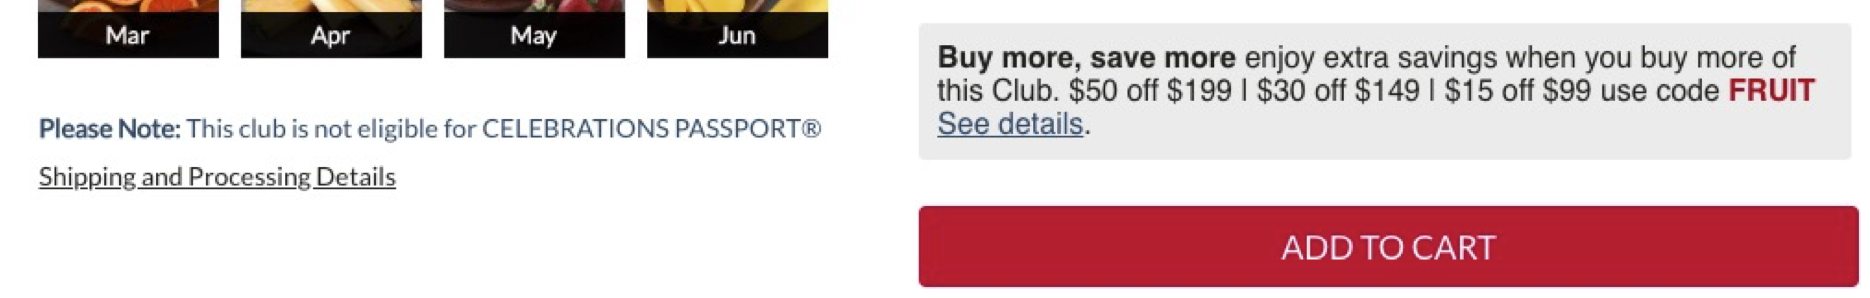 Mar
Apr
May
Jun
Please Note: This club is not eligible for CELEBRATIONS PASSPORT®
Shipping and Processing Details
Buy more, save more enjoy extra savings when you buy more of
this Club. $50 off $199 | $30 off $149 | $15 off $99 use code FRUIT
See details.
ADD TO CART